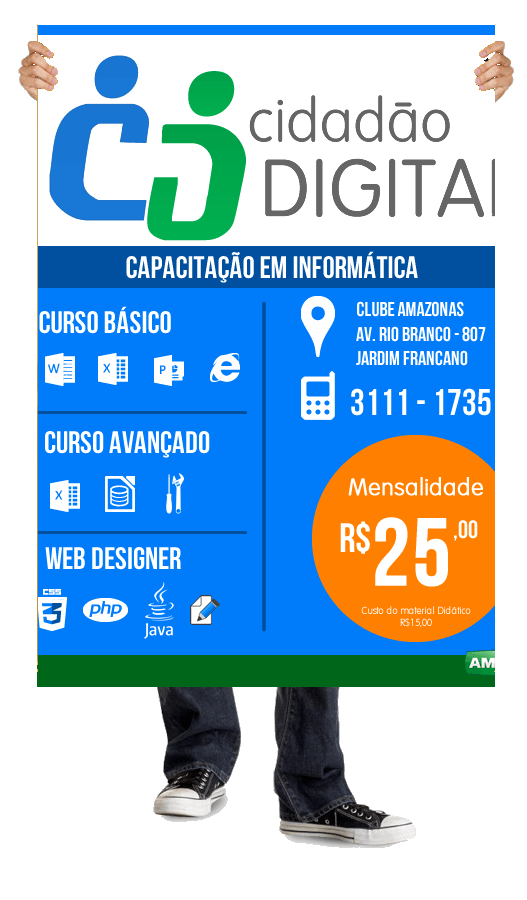 cidadão
DIGITAL
CAPACITAÇÃO EM INFORMÁTICA
CURSO BÁSICO
W
X
P
CURSO AVANÇADO
X
WEB DESIGNER
CSS
3
php
Java
CLUBE AMAZONAS
AV. RIO BRANCO - 807
JARDIM FRANCANO
3111 - 1735
Mensalidade
R$25,00
Custo do material Didático
R$15,00
AM